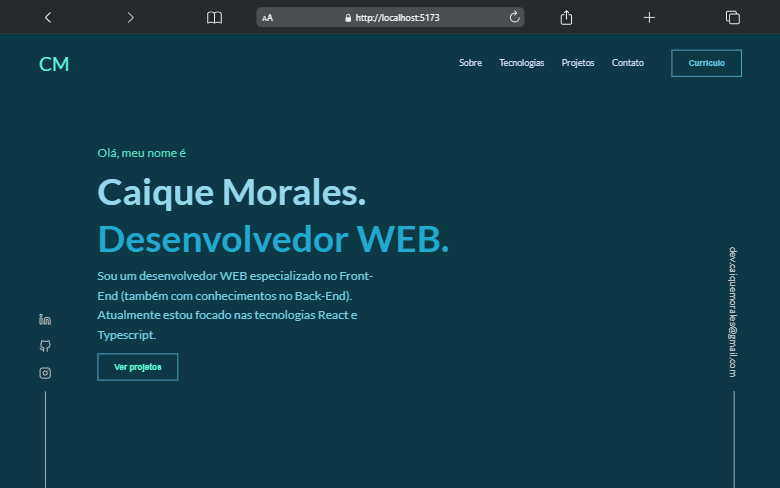 AA
http://localhost:5173
CM
Sobre
Tecnologias
Projetos
Contato
Curriculo
Olá, meu nome é
Caique Morales.
Desenvolvedor WEB.
Sou um desenvolvedor WEB especializado no Front-
End (também com conhecimentos no Back-End).
Atualmente estou focado nas tecnologias React e
Typescript.
Ver projetos
dev.caiquemorales@gmail.com